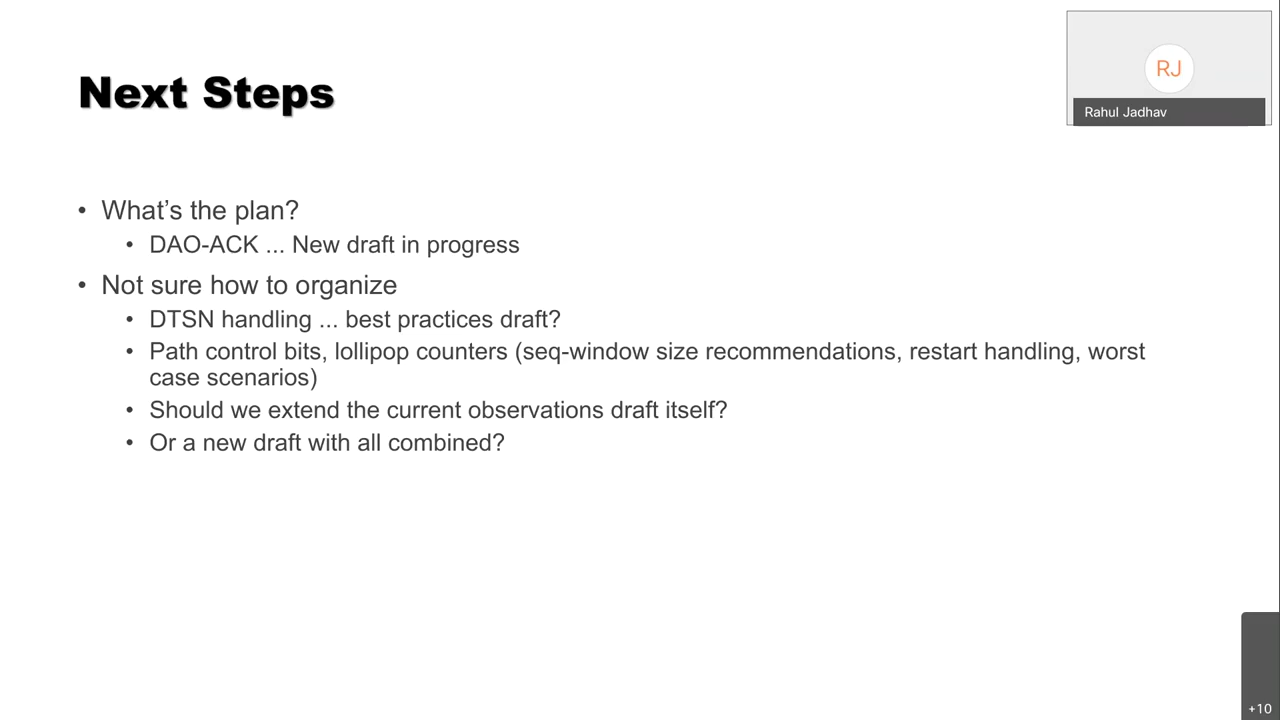 Next Steps
RJ
Rahul Jadhav
• What’s the plan?
• DAO-ACK ... New draft in progress
• Not sure how to organize
• DTSN handling ... best practices draft?
• Path control bits, lollipop counters (seq-window size recommendations, restart handling, worst
case scenarios)
• Should we extend the current observations draft itself?
• Or a new draft with all combined?
+10